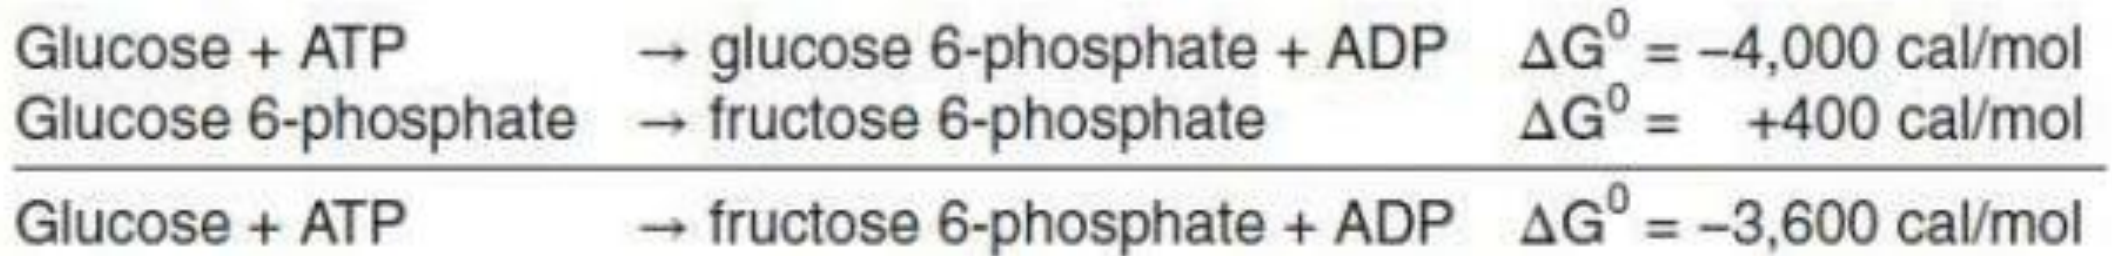 Glucose + ATP → glucose 6-phosphate + ADP ΔG⁰ = −4,000 cal/mol
Glucose 6-phosphate → fructose 6-phosphate ΔG⁰ = +400 cal/mol
Glucose + ATP → fructose 6-phosphate + ADP ΔG⁰ = −3,600 cal/mol